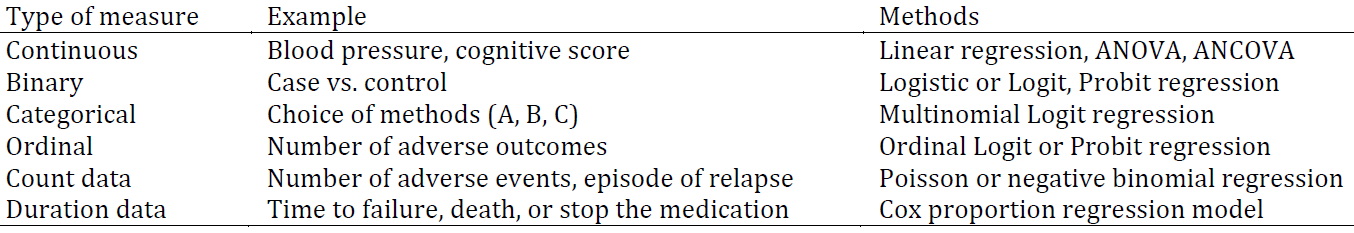 Type of measure Example Methods
Continuous Blood pressure, cognitive score Linear regression, ANOVA, ANCOVA
Binary Case vs. control Logistic or Logit, Probit regression
Categorical Choice of methods (A, B, C) Multinomial Logit regression
Ordinal Number of adverse outcomes Ordinal Logit or Probit regression
Count data Number of adverse events, episode of relapse Poisson or negative binomial regression
Duration data Time to failure, death, or stop the medication Cox proportion regression model